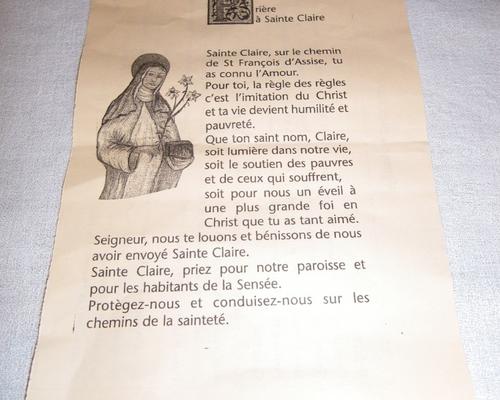 Prière
à Sainte Claire
Sainte Claire, sur le chemin
de St François d'Assise, tu
as connu l'Amour.
Pour toi, la règle des règles
c'est l'imitation du Christ
et ta vie devient humilité et
pauvreté.
Que ton saint nom, Claire,
soit lumière dans notre vie,
soit le soutien des pauvres
et de ceux qui souffrent,
soit pour nous un éveil à
une plus grande foi en
Christ que tu as tant aimé.
Seigneur, nous te louons et bénissons de nous
avoir envoyé Sainte Claire.
Sainte Claire, priez pour notre paroisse et
pour les habitants de la Sensée.
Protègez-nous et conduisez-nous sur les
chemins de la sainteté.